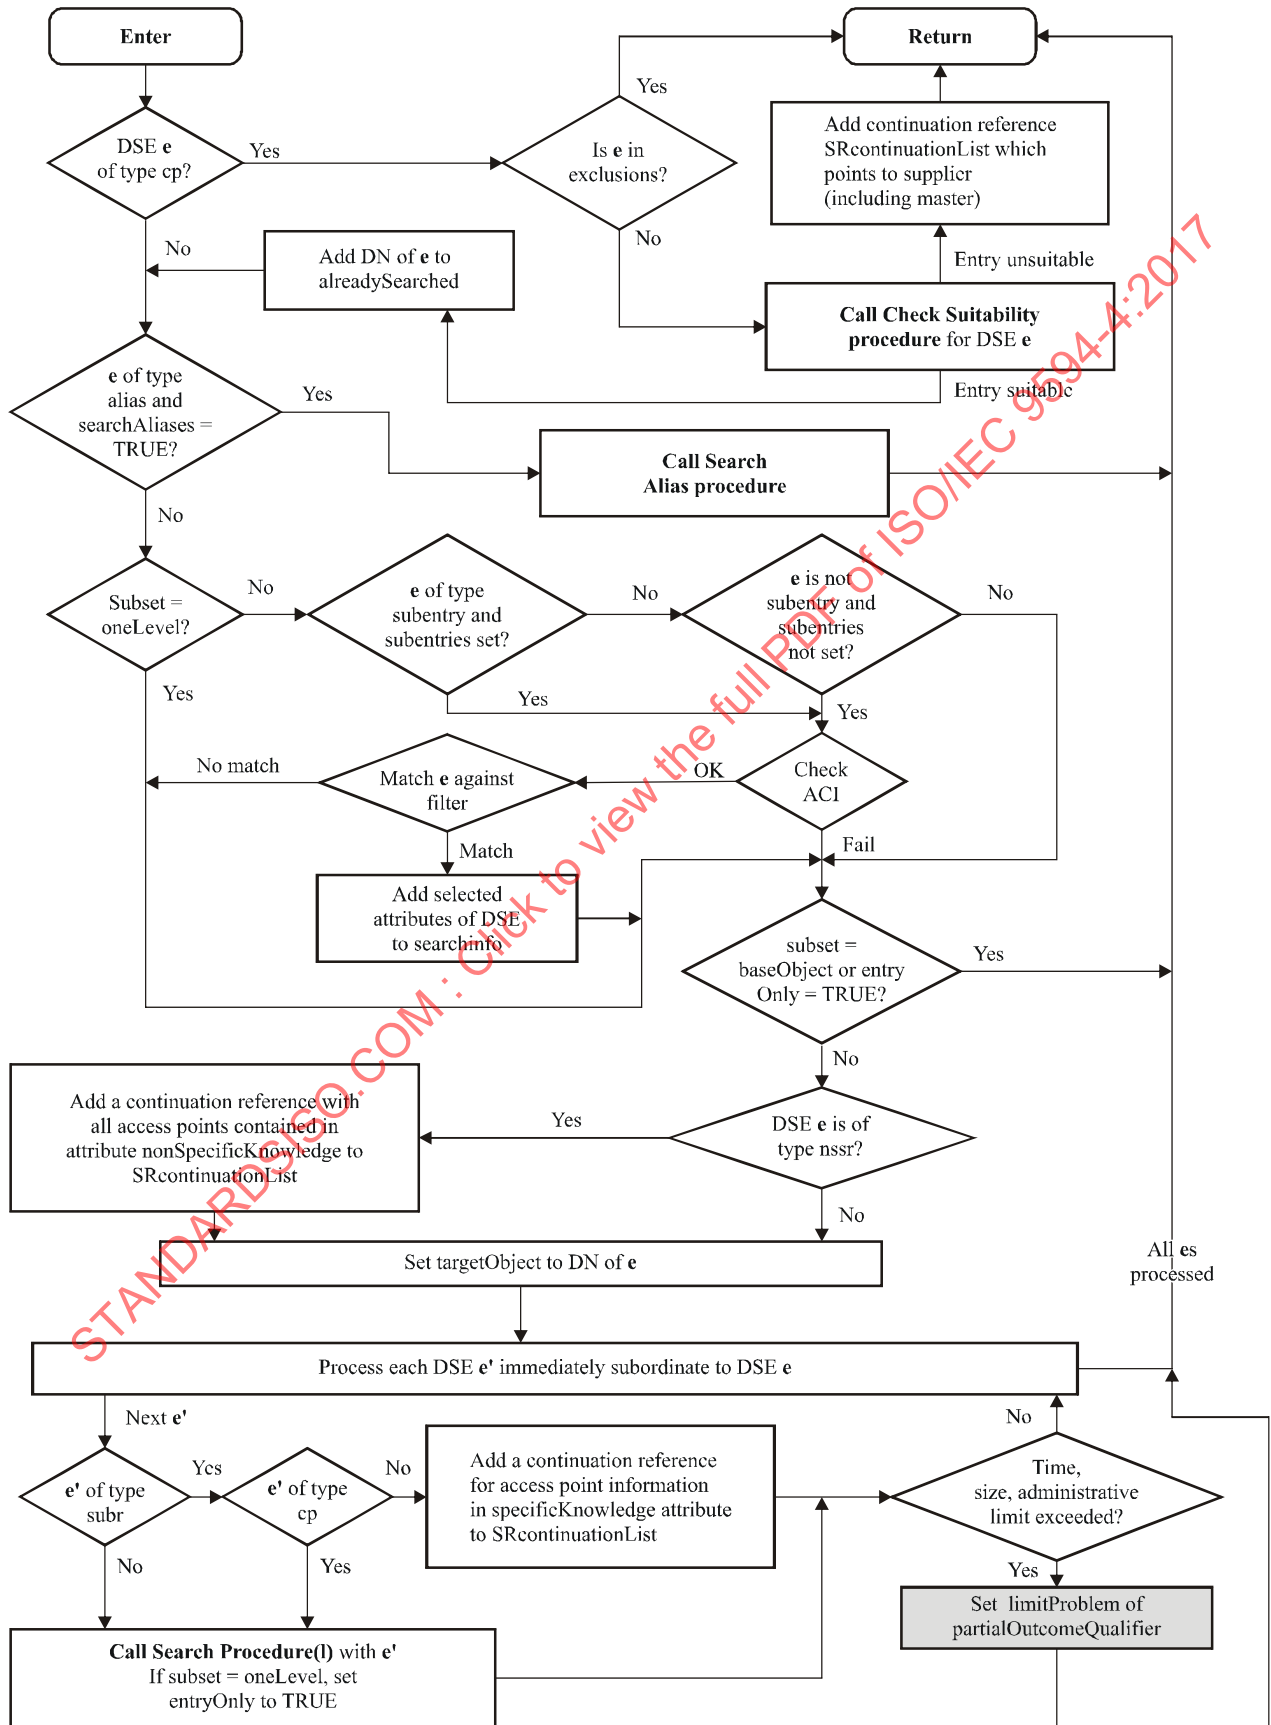 Enter
Return
DSE e
of type cp?
Yes
Is e in
exclusions?
Yes
No
Add continuation reference
SRcontinuationList which
points to supplier
(including master)
No
Add DN of e to
alreadySearched
Entry unsuitable
Call Check Suitability
procedure for DSE e
Entry suitable
e of type
alias and
searchAliases =
TRUE?
Yes
Call Search
Alias procedure
No
Subset =
oneLevel?
No
e of type
subentry and
subentries set?
No
e is not
subentry and
subentries
not set?
No
Yes
Yes
Yes
No match
Match e against
filter
OK
Check
ACI
Match
Fail
Add selected
attributes of DSE
to searchinfo
subset =
baseObject or entry
Only = TRUE?
Yes
No
Add a continuation reference with
all access points contained in
attribute nonSpecificKnowledge to
SRcontinuationList
Yes
DSE e is of
type nssr?
No
Set targetObject to DN of e
All es
processed
Process each DSE e' immediately subordinate to DSE e
Next e'
No
e' of type
subr
Yes
e' of type
cp
No
Add a continuation reference
for access point information
in specificKnowledge attribute
to SRcontinuationList
Time,
size, administrative
limit exceeded?
No
Yes
Yes
Set limitProblem of
partialOutcomeQualifier
Call Search Procedure(l) with e'
If subset = oneLevel, set
entryOnly to TRUE
STANDARDSISO.COM : Click to view the full PDF of ISO/IEC 9594-4:2017